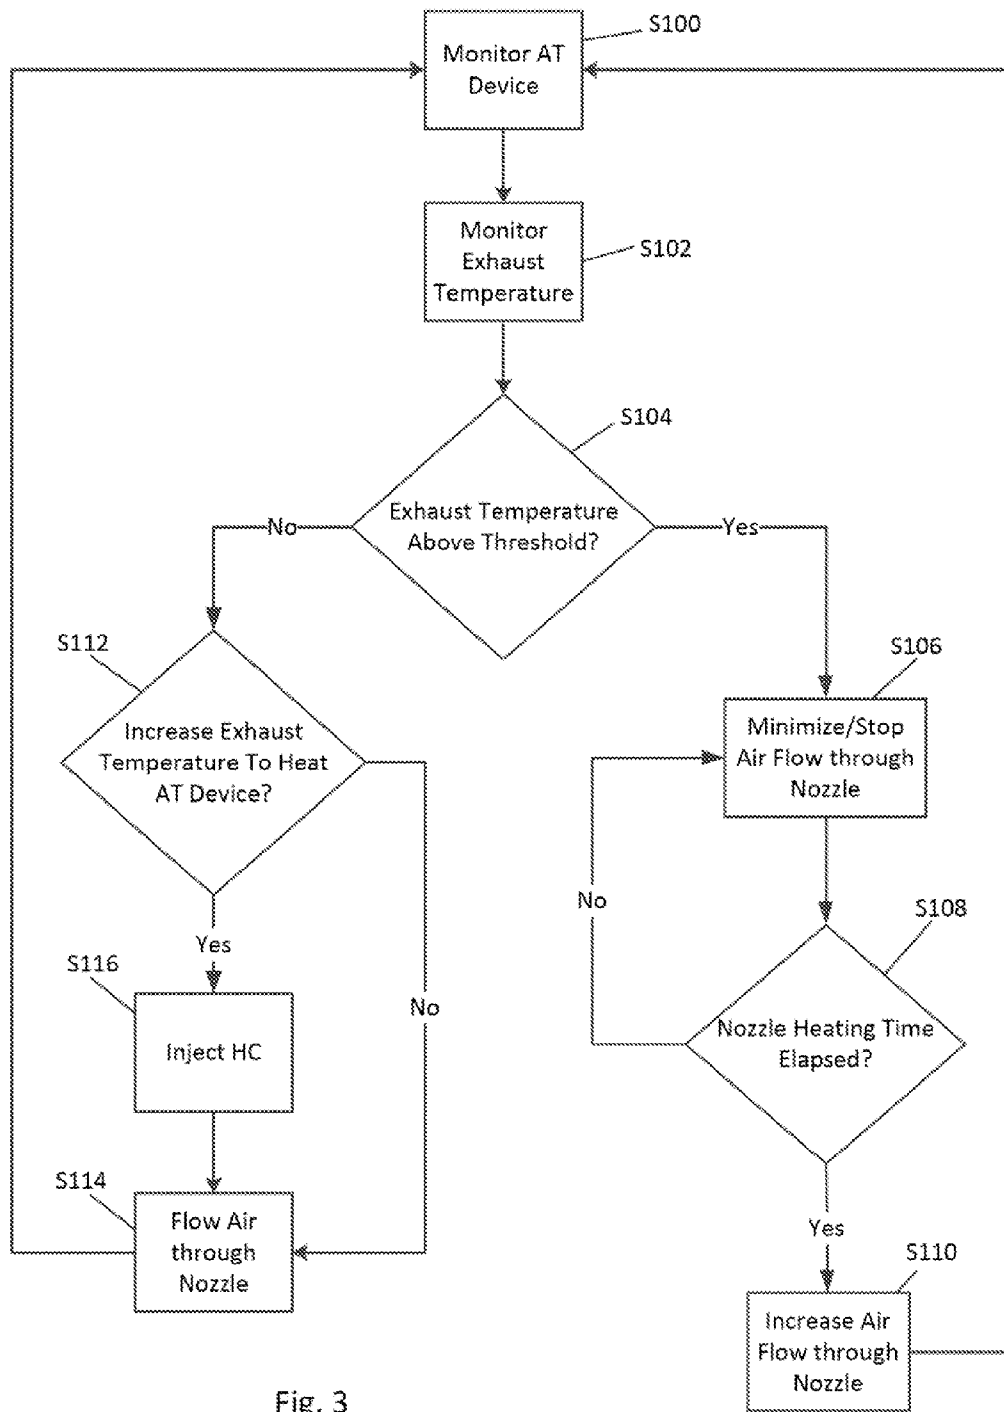 S100
Monitor AT
Device
S102
Monitor
Exhaust
Temperature
S104
Exhaust Temperature
Above Threshold?
No
Yes
S112
Increase Exhaust
Temperature To Heat
AT Device?
S106
Minimize/Stop
Air Flow through
Nozzle
No
S108
Nozzle Heating Time
Elapsed?
Yes
S116
Inject HC
No
S114
Flow Air
through
Nozzle
Yes
S110
Increase Air
Flow through
Nozzle
Fig. 3